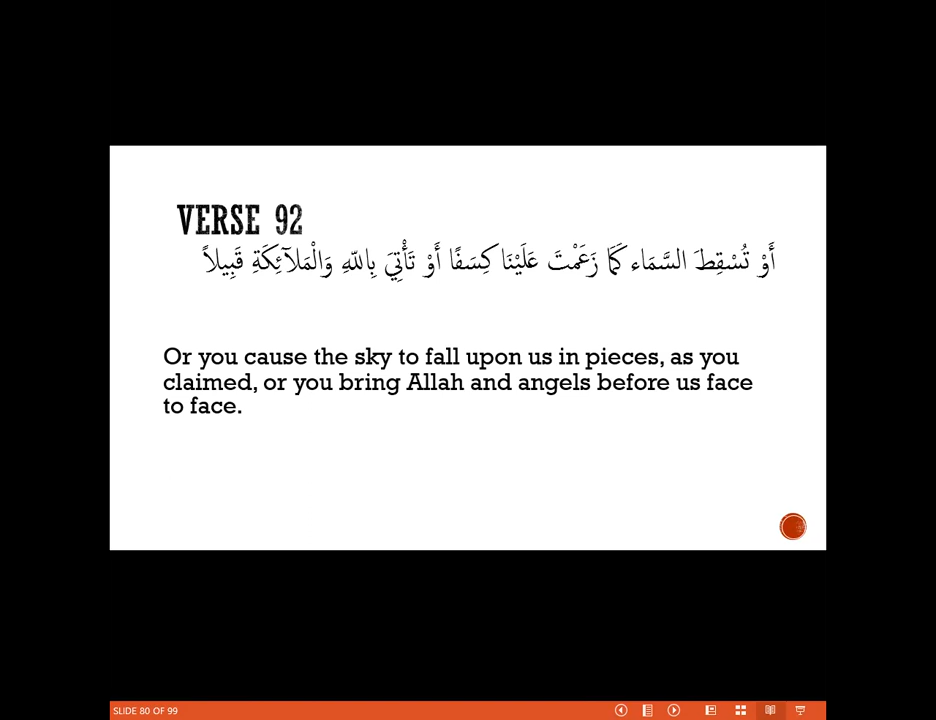 VERSE 92
أَوْ تُسْقِطَ السَّمَاء كَمَا زَعَمْتَ عَلَيْنَا كِسَفًا أَوْ تَأْتِيَ بِاللّهِ وَالْمَلآئِكَةِ قَبِيلاً
Or you cause the sky to fall upon us in pieces, as you
claimed, or you bring Allah and angels before us face
to face.
SLIDE 80 OF 99